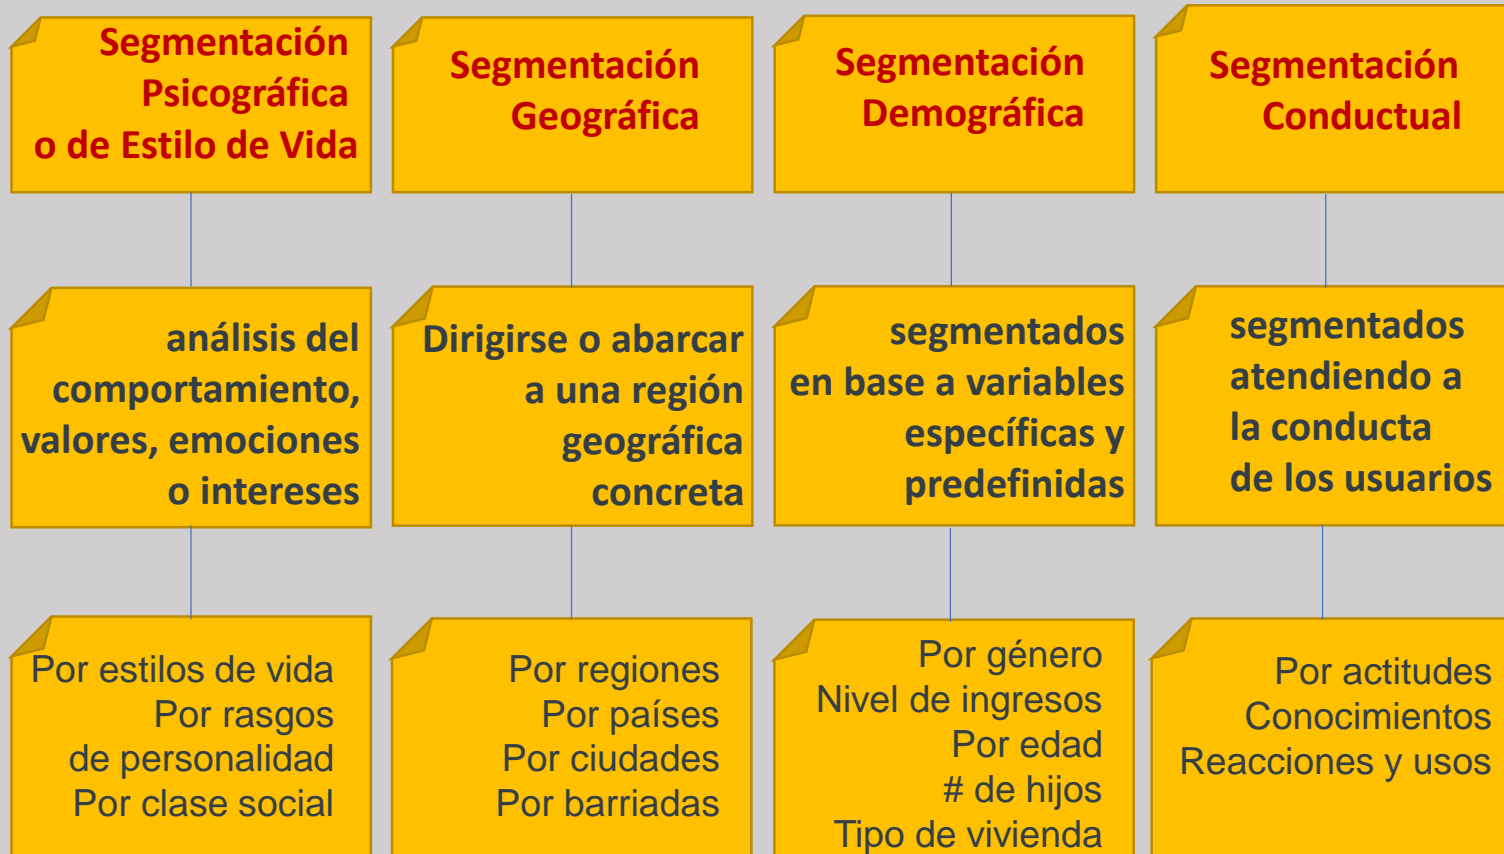 Segmentación
Psicográfica
o de Estilo de Vida
Segmentación
Geográfica
Segmentación
Demográfica
Segmentación
Conductual
análisis del
comportamiento,
valores, emociones
o intereses
Dirigirse o abarcar
a una región
geográfica
concreta
segmentados
en base a variables
específicas y
predefinidas
segmentados
atendiendo a
la conducta
de los usuarios
Por estilos de vida
Por rasgos
de personalidad
Por clase social
Por regiones
Por países
Por ciudades
Por barriadas
Por género
Nivel de ingresos
Por edad
# de hijos
Tipo de vivienda
Por actitudes
Conocimientos
Reacciones y usos